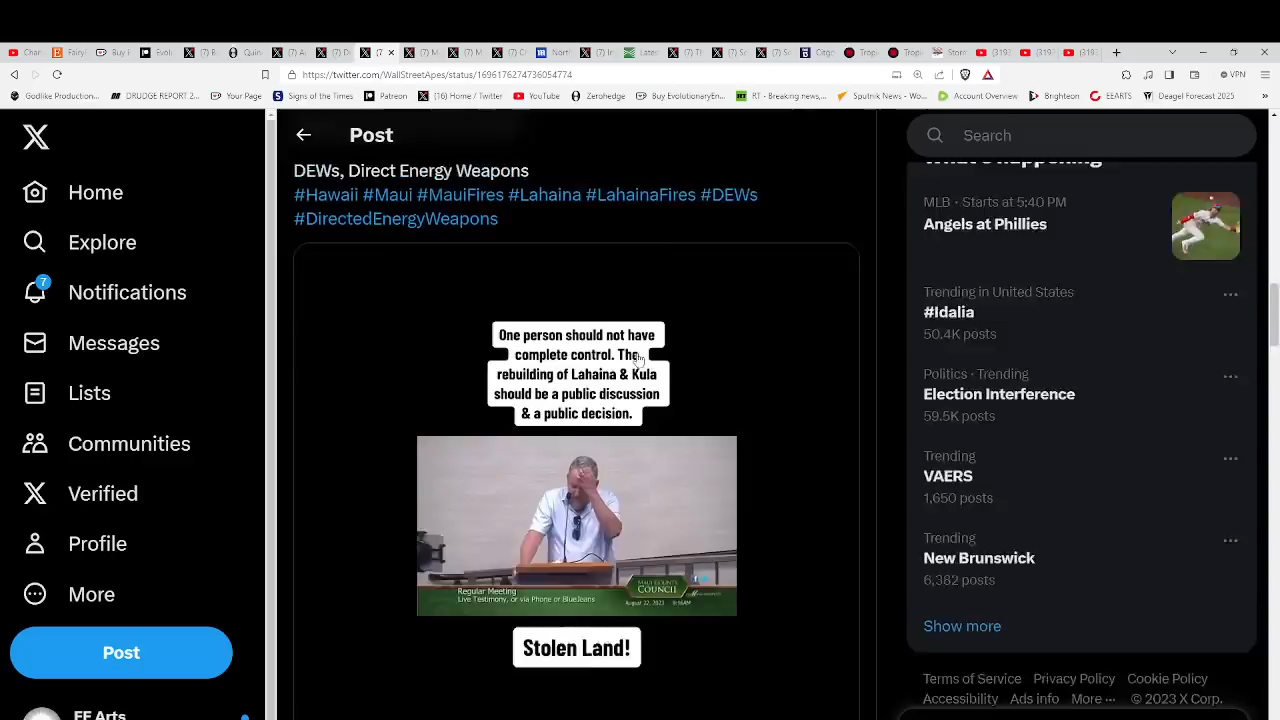 (7
https://twitter.com/WallStreetApes/status/1696176274736054774
VPN
Godlike Production...
DRUDGE REPORT 2...
Your Page
Signs of the Times
Patreon
(16) Home / Twitter
YouTube
Zerohedge
Buy EvolutionaryEn...
RT - Breaking news,...
Sputnik News - Wo...
Account Overview
Brighteon
EEARTS
Deagel Forecast 2025
Home
Explore
7
Notifications
Messages
Lists
Communities
Verified
Profile
More
Post
EE Arts
Post
DEWs, Direct Energy Weapons
#Hawaii #Maui #MauiFires #Lahaina #LahainaFires #DEWs
#DirectedEnergyWeapons
One person should not have
complete control. The
rebuilding of Lahaina & Kula
should be a public discussion
& a public decision.
Regular Meeting
Live Testimony, or via Phone or BlueJeans
MAUI COUNTY
COUNCIL
August 22, 2023
Stolen Land!
Search
What's happening
MLB · Starts at 5:40 PM
Angels at Phillies
Trending in United States
#Idalia
50.4K posts
Politics · Trending
Election Interference
59.5K posts
Trending
VAERS
1,650 posts
Trending
New Brunswick
6,382 posts
Show more
Terms of Service Privacy Policy Cookie Policy
Accessibility Ads info More ··· © 2023 X Corp.